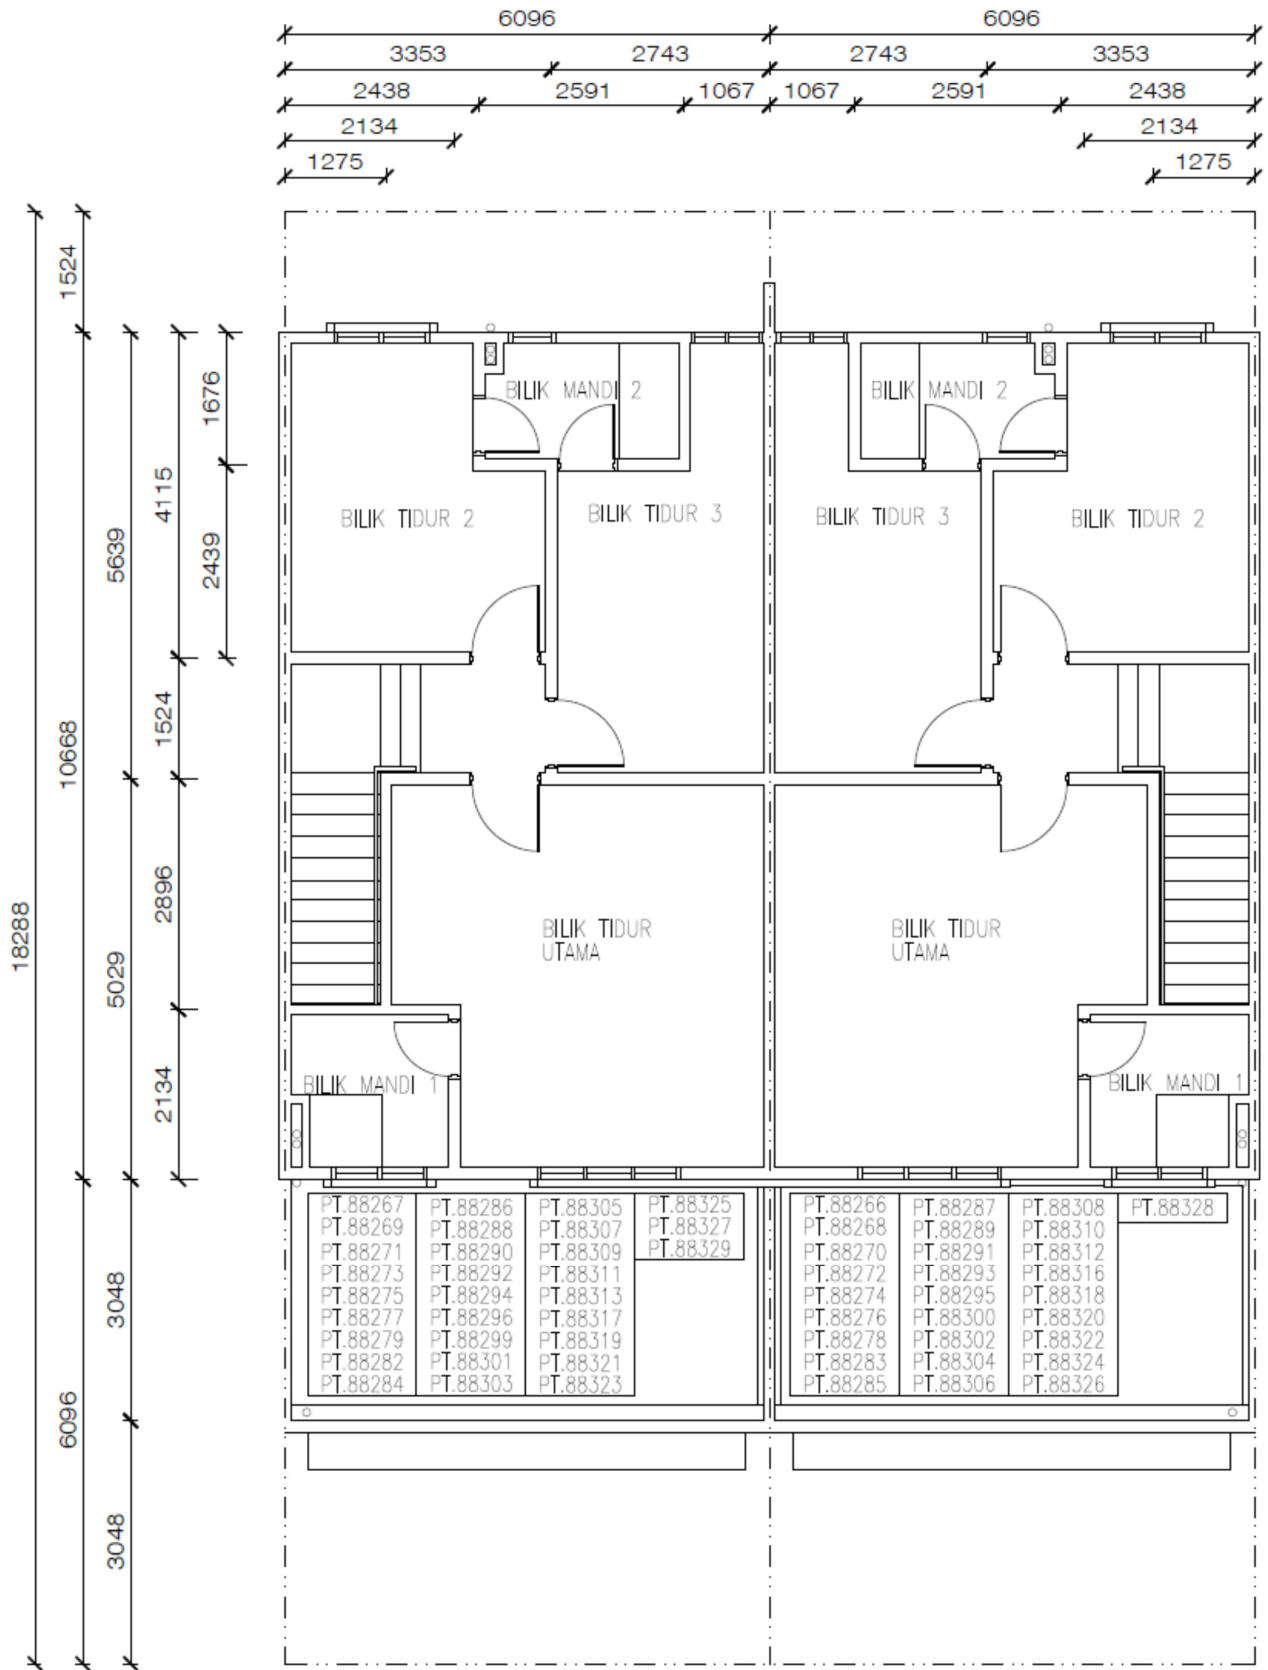 6096 6096
3353 2743 2743 3353
2438 2591 1067 1067 2591 2438
2134 2134
1275 1275
1524
1676
4115
5639
2439
1524
10668
2896
18288
5029
2134
3048
6096
3048
BILIK MANDI 2
BILIK MANDI 2
BILIK TIDUR 2
BILIK TIDUR 3
BILIK TIDUR 3
BILIK TIDUR 2
BILIK TIDUR
UTAMA
BILIK TIDUR
UTAMA
BILIK MANDI 1
BILIK MANDI 1
PT.88267
PT.88269
PT.88271
PT.88273
PT.88275
PT.88277
PT.88279
PT.88282
PT.88284
PT.88286
PT.88288
PT.88290
PT.88292
PT.88294
PT.88296
PT.88299
PT.88301
PT.88303
PT.88305
PT.88307
PT.88309
PT.88311
PT.88313
PT.88317
PT.88319
PT.88321
PT.88323
PT.88325
PT.88327
PT.88329
PT.88266
PT.88268
PT.88270
PT.88272
PT.88274
PT.88276
PT.88278
PT.88283
PT.88285
PT.88287
PT.88289
PT.88291
PT.88293
PT.88295
PT.88300
PT.88302
PT.88304
PT.88306
PT.88308
PT.88310
PT.88312
PT.88316
PT.88318
PT.88320
PT.88322
PT.88324
PT.88326
PT.88328